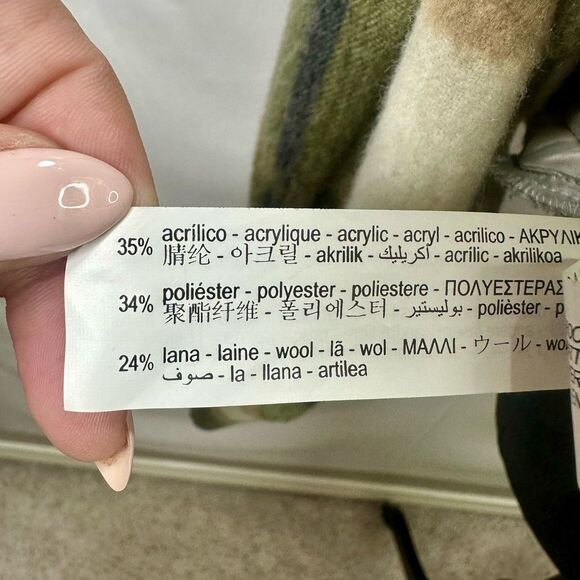 35% acrílico - acrylique - acrylic - acryl - acrilico - ΑΚΡΥΛΙΚ
腈纶 - 아크릴 - akrilik - اكريليك - acrílic - akrilikoa
34% poliéster - polyester - poliestere - ΠΟΛΥΕΣΤΕΡΑΣ
聚酯纤维 - 폴리에스터 - بوليستير - polièster - p
24% lana - laine - wool - lã - wol - ΜΑΛΛΙ - ウール - wo
صوف - la - llana - artilea